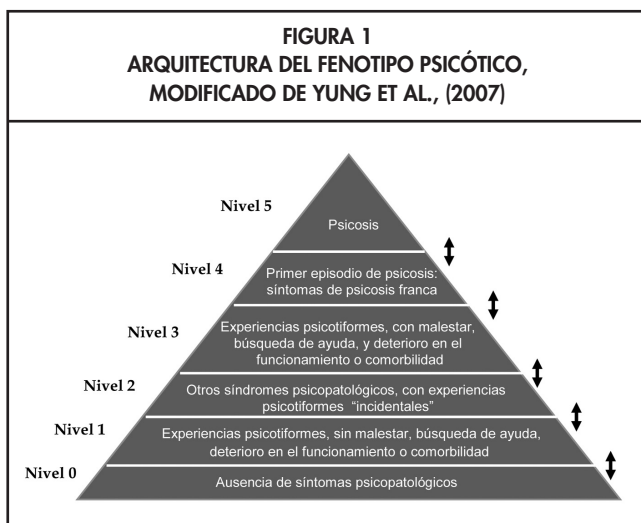 FIGURA 1
ARQUITECTURA DEL FENOTIPO PSICÓTICO,
MODIFICADO DE YUNG ET AL., (2007)
Nivel 5
Psicosis
Nivel 4
Primer episodio de psicosis:
síntomas de psicosis franca
Nivel 3
Experiencias psicotiformes, con malestar,
búsqueda de ayuda, y deterioro en el
funcionamiento o comorbilidad
Nivel 2
Otros síndromes psicopatológicos, con experiencias
psicotiformes “incidentales”
Nivel 1
Experiencias psicotiformes, sin malestar, búsqueda de ayuda,
deterioro en el funcionamiento o comorbilidad
Nivel 0
Ausencia de síntomas psicopatológicos